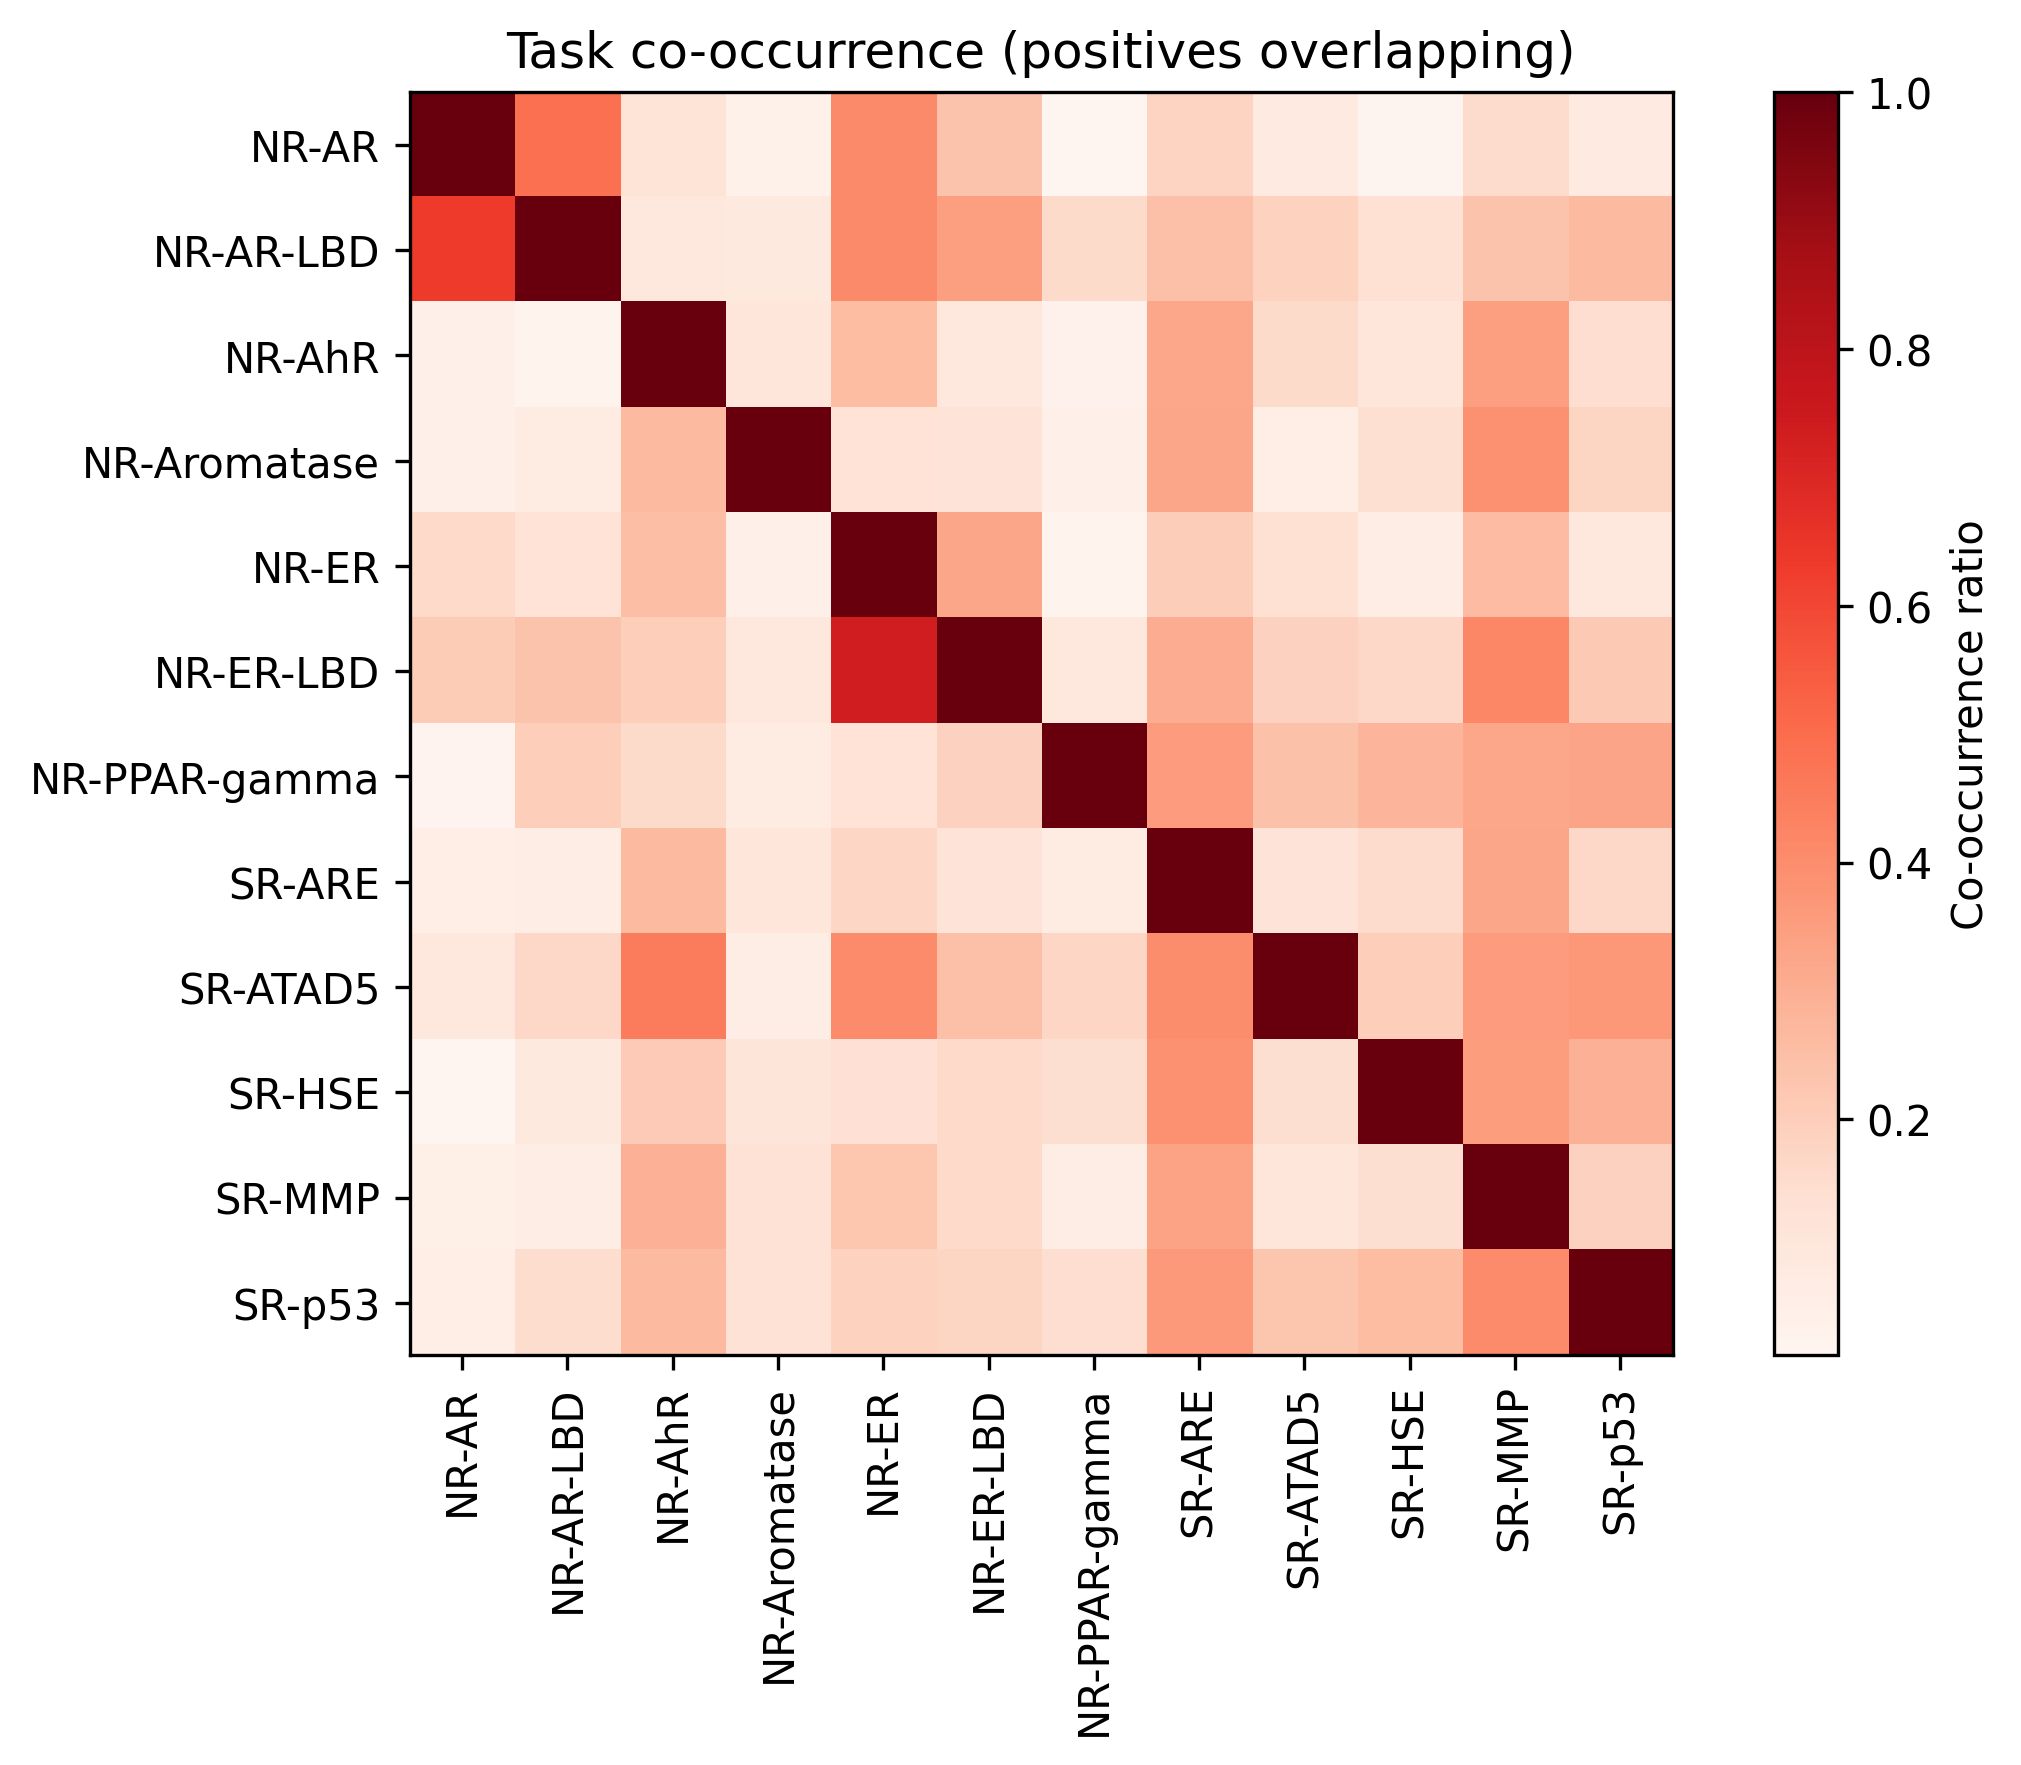 Task co-occurrence (positives overlapping)
NR-AR
NR-AR-LBD
NR-AhR
NR-Aromatase
NR-ER
NR-ER-LBD
NR-PPAR-gamma
SR-ARE
SR-ATAD5
SR-HSE
SR-MMP
SR-p53
NR-AR
NR-AR-LBD
NR-AhR
NR-Aromatase
NR-ER
NR-ER-LBD
NR-PPAR-gamma
SR-ARE
SR-ATAD5
SR-HSE
SR-MMP
SR-p53
1.0
0.8
0.6
0.4
0.2
Co-occurrence ratio